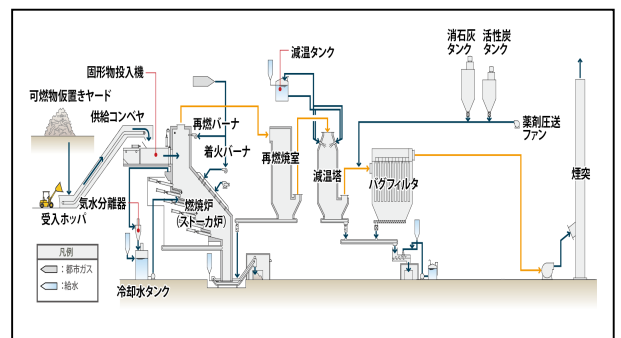 消石灰
タンク
活性炭
タンク
減温タンク
固形物投入機
可燃物仮置きヤード
供給コンベヤ
再燃バーナ
着火バーナ
再燃焼室
減温塔
バグフィルタ
薬剤圧送
ファン
煙突
受入ホッパ
気水分離器
燃焼炉
(ストーカ炉)
凡例
：都市ガス
：給水
冷却水タンク